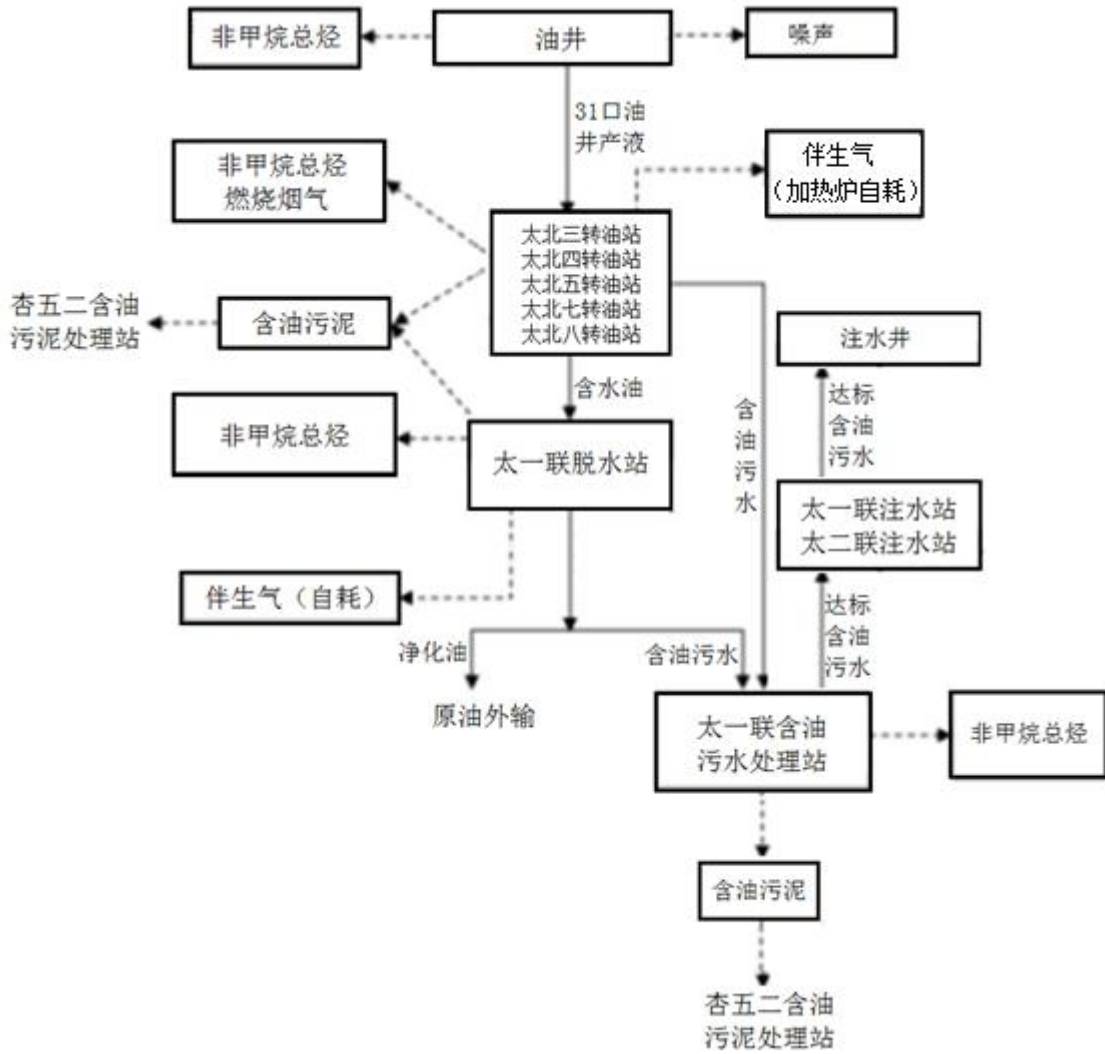 非甲烷总烃
油井
噪声
31口油
井产液
非甲烷总烃
燃烧烟气
伴生气
（加热炉自耗）
太北三转油站
太北四转油站
太北五转油站
太北七转油站
太北八转油站
杏五二含油
污泥处理站
含油污泥
注水井
含水油
达标
含油
污水
含
油
污
水
非甲烷总烃
太一联脱水站
太一联注水站
太二联注水站
伴生气（自耗）
达标
含油
污水
净化油
含油污水
原油外输
太一联含油
污水处理站
非甲烷总烃
含油污泥
杏五二含油
污泥处理站